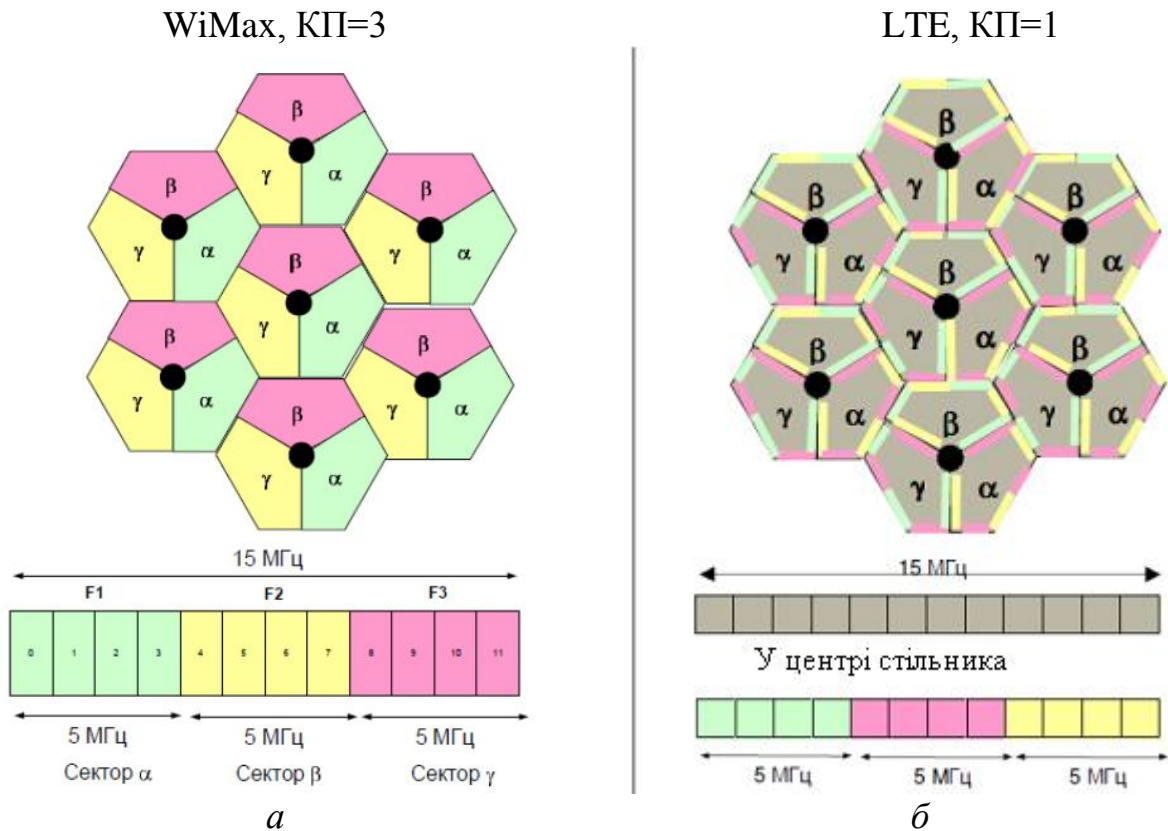 WiMax, КП=3
β
γ α
β
γ α
β
γ α
β
γ α
β
γ α
β
γ α
β
γ α
15 МГц
F1 F2 F3
0 1 2 3 4 5 6 7 8 9 10 11
5 МГц 5 МГц 5 МГц
Сектор α Сектор β Сектор γ
а
LTE, КП=1
β
γ α
β
γ α
β
γ α
β
γ α
β
γ α
β
γ α
β
γ α
15 МГц
У центрі стільника
5 МГц 5 МГц 5 МГц
б